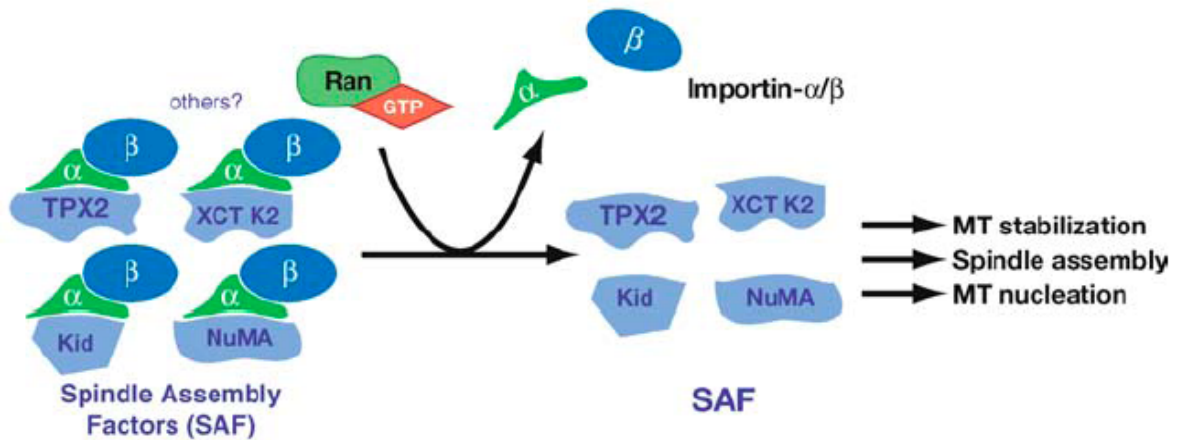 others?
Ran
GTP
α
β
Importin-α/β
β
β
α
α
TPX2
XCT K2
β
β
α
α
Kid
NuMA
Spindle Assembly
Factors (SAF)
TPX2
XCT K2
Kid
NuMA
SAF
MT stabilization
Spindle assembly
MT nucleation